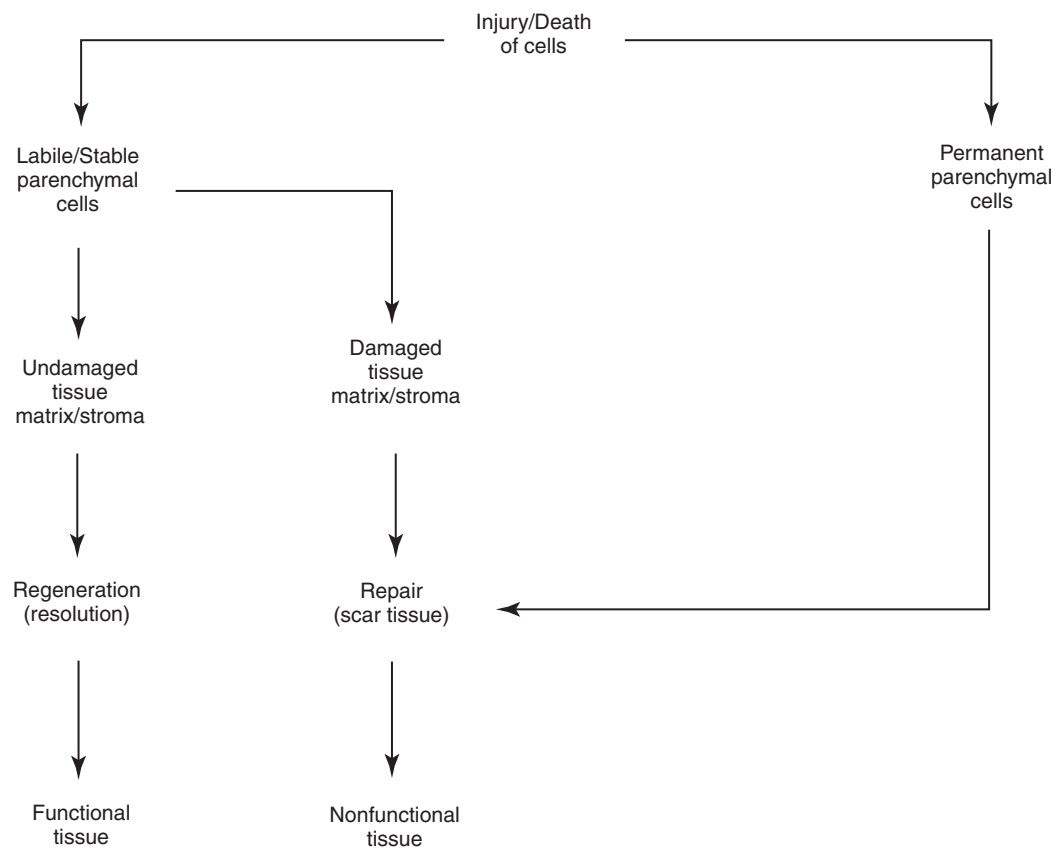 Injury/Death
of cells
Labile/Stable
parenchymal
cells
Permanent
parenchymal
cells
Undamaged
tissue
matrix/stroma
Damaged
tissue
matrix/stroma
Regeneration
(resolution)
Repair
(scar tissue)
Functional
tissue
Nonfunctional
tissue